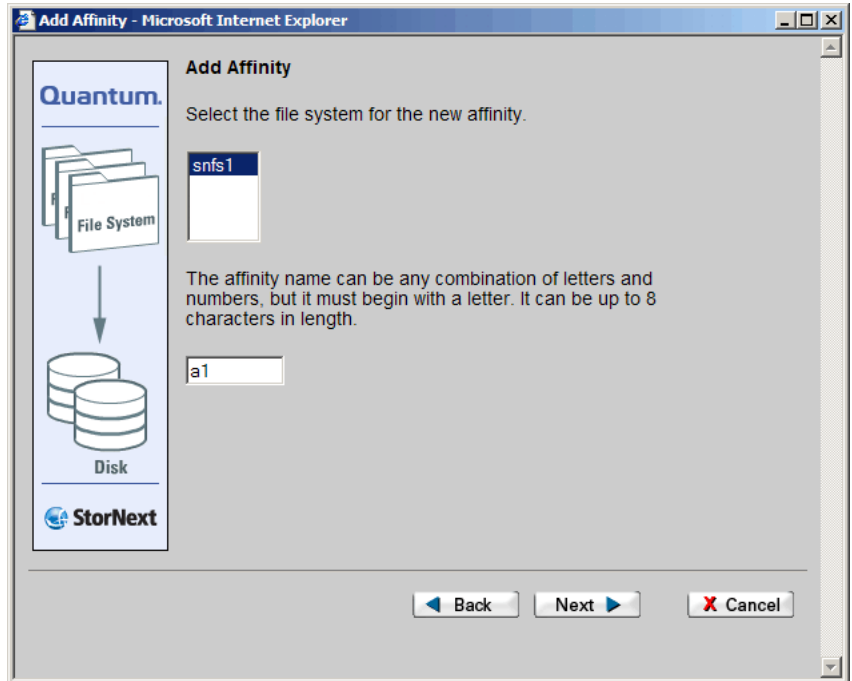 Add Affinity - Microsoft Internet Explorer
Quantum.
F
F
File System
Disk
StorNext
Add Affinity
Select the file system for the new affinity.
snfs1
The affinity name can be any combination of letters and
numbers, but it must begin with a letter. It can be up to 8
characters in length.
a1
Back
Next
X Cancel